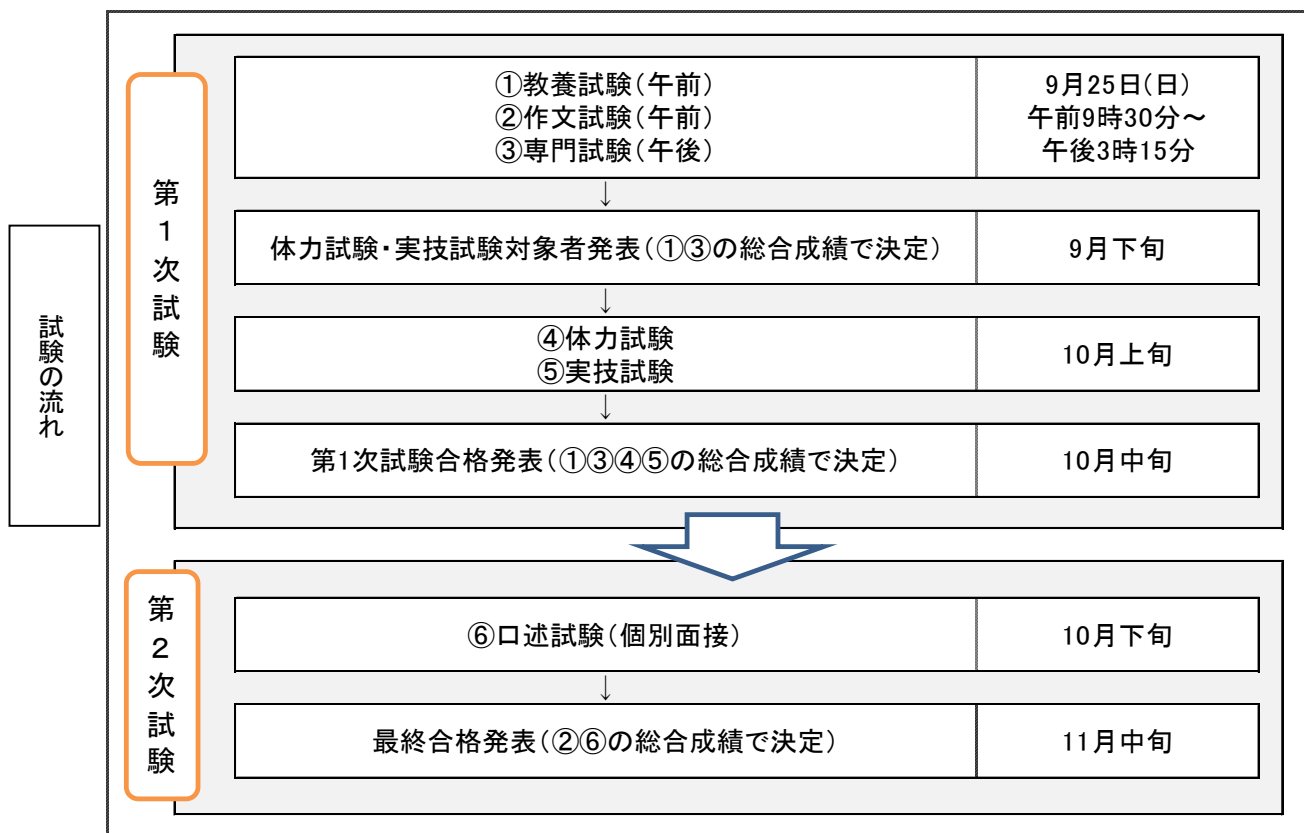 試験の流れ
第1次試験
①教養試験(午前)
②作文試験(午前)
③専門試験(午後)
9月25日(日)
午前9時30分～
午後3時15分
↓
体力試験・実技試験対象者発表(①③の総合成績で決定)
9月下旬
↓
④体力試験
⑤実技試験
10月上旬
↓
第1次試験合格発表(①③④⑤の総合成績で決定)
10月中旬
第2次試験
⑥口述試験(個別面接)
10月下旬
↓
最終合格発表(②⑥の総合成績で決定)
11月中旬